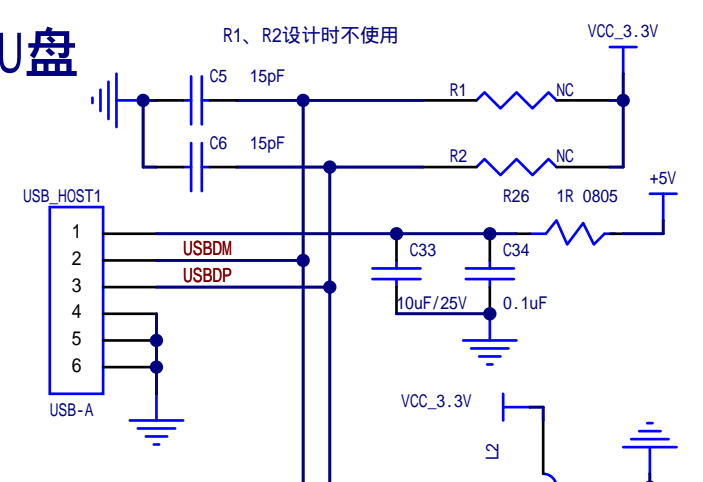 U盘
R1、R2设计时不使用
VCC_3.3V
C5 15pF
R1 NC
C6 15pF
R2 NC
USB_HOST1
R26 1R 0805
+5V
1
2 USBDM
3 USBDP
4
5
6
C33
C34
10uF/25V
0.1uF
USB-A
VCC_3.3V
L2